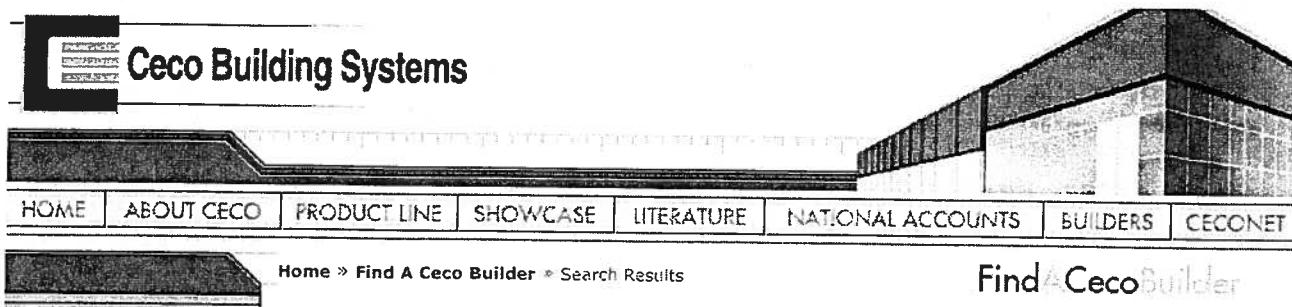 Ceco Building Systems
HOME ABOUT CECO PRODUCT LINE SHOWCASE LITERATURE NATIONAL ACCOUNTS BUILDERS CECONET
Home » Find A Ceco Builder » Search Results
Find A Ceco Builder